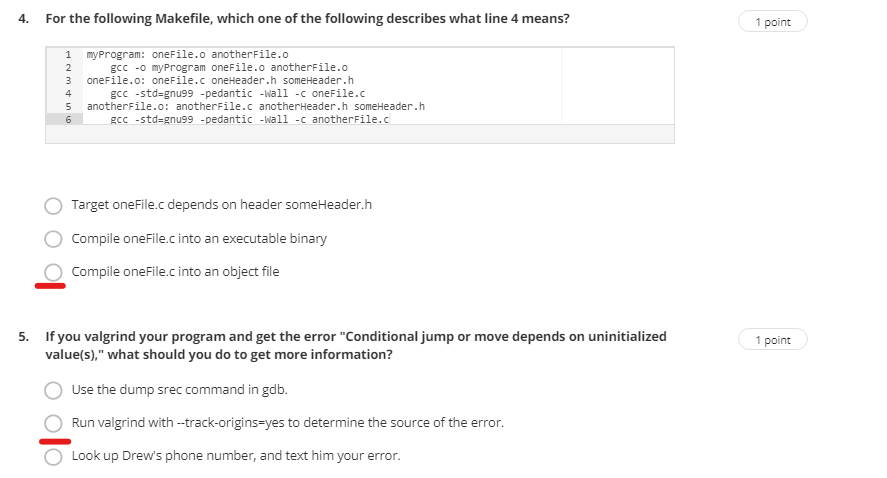 4. For the following Makefile, which one of the following describes what line 4 means?
1 point
1 myProgram: oneFile.o anotherFile.o
2 gcc -o myProgram oneFile.o anotherFile.o
3 oneFile.o: oneFile.c oneHeader.h someHeader.h
4 gcc -std=gnu99 -pedantic -Wall -c oneFile.c
5 anotherFile.o: anotherFile.c anotherHeader.h someHeader.h
6 gcc -std=gnu99 -pedantic -Wall -c anotherFile.c
Target oneFile.c depends on header someHeader.h
Compile oneFile.c into an executable binary
Compile oneFile.c into an object file
5. If you valgrind your program and get the error "Conditional jump or move depends on uninitialized
value(s)," what should you do to get more information?
1 point
Use the dump srec command in gdb.
Run valgrind with --track-origins=yes to determine the source of the error.
Look up Drew's phone number, and text him your error.